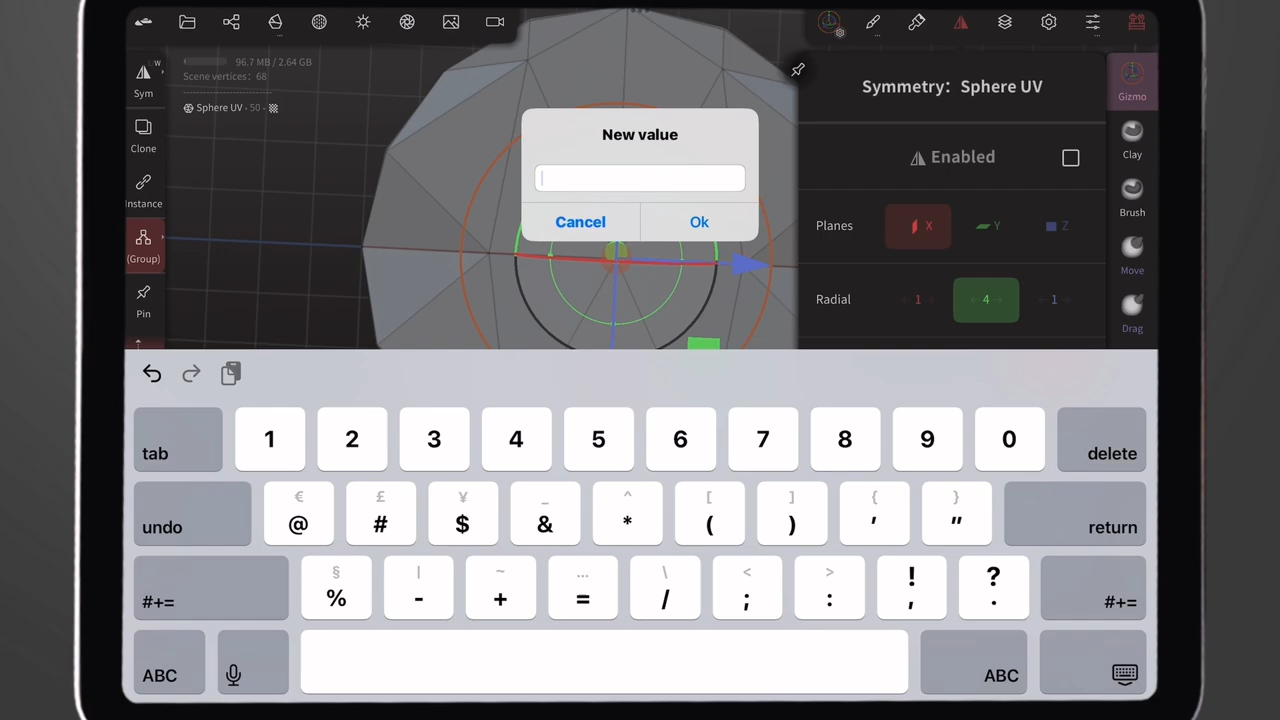 96.7 MB / 2.64 GB
Scene vertices: 68
Sphere UV - 50 -
Sym
Clone
Instance
(Group)
Pin
New value
Cancel
Ok
Symmetry: Sphere UV
Enabled
Planes
X
Y
Z
Radial
1
4
1
Gizmo
Clay
Brush
Move
Drag
tab
1 2 3 4 5 6 7 8 9 0
delete
€ £ ¥ _ ^ [ ] { }
undo
@ # $ & * ( ) ' "
return
§ | ~ … \ < > ! ?
#+=
% - + = / ; : , .
#+=
ABC
ABC